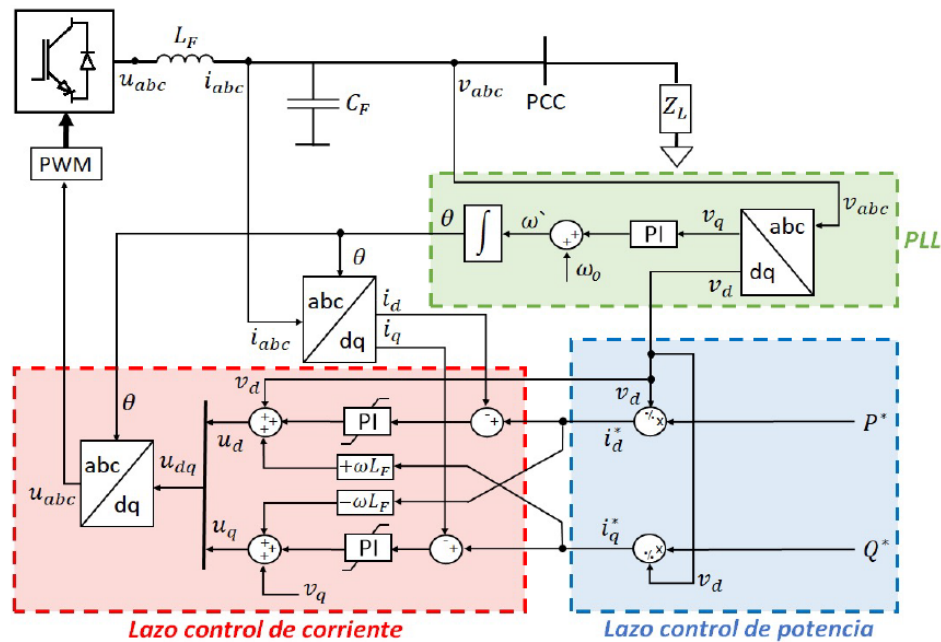 L_F
u_abc
i_abc
C_F
v_abc
PCC
Z_L
PWM
θ
ω`
+
+
ω_o
PI
v_q
abc
dq
v_d
v_abc
PLL
θ
abc
dq
i_d
i_q
i_abc
θ
v_d
+
+
+
PI
-
+
i_d^*
v_d
%
x
P^*
u_d
abc
dq
u_abc
u_dq
+ωL_F
-ωL_F
u_q
+
+
+
PI
-
+
i_q^*
%
x
Q^*
v_d
v_q
Lazo control de corriente
Lazo control de potencia